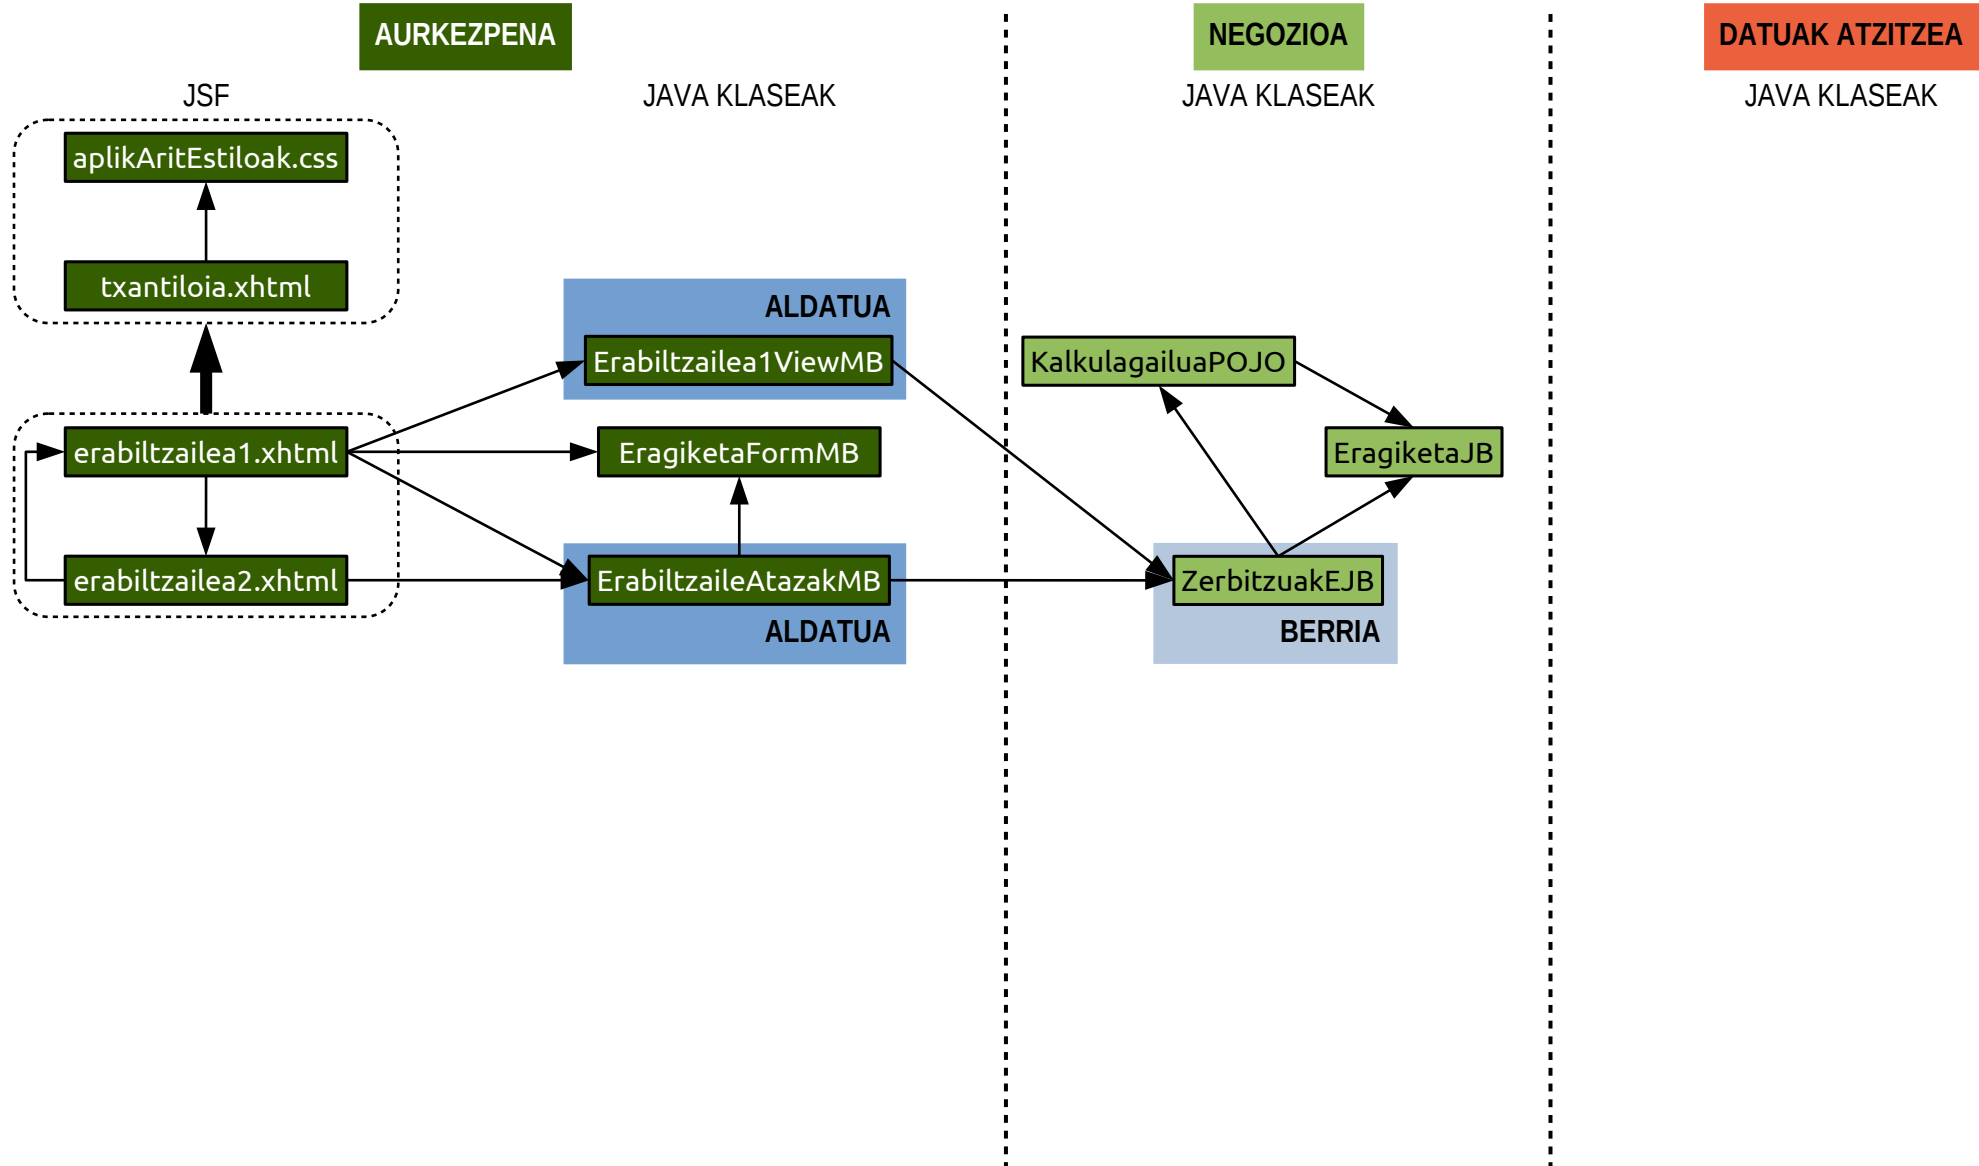 AURKEZPENA
NEGOZIOA
DATUAK ATZITZEA
JSF
JAVA KLASEAK
JAVA KLASEAK
JAVA KLASEAK
aplikAritEstiloak.css
txantiloia.xhtml
ALDATUA
Erabiltzailea1ViewMB
KalkulagailuaPOJO
erabiltzailea1.xhtml
EragiketaFormMB
EragiketaJB
erabiltzailea2.xhtml
ErabiltzaileAtazakMB
ZerbitzuakEJB
ALDATUA
BERRIA